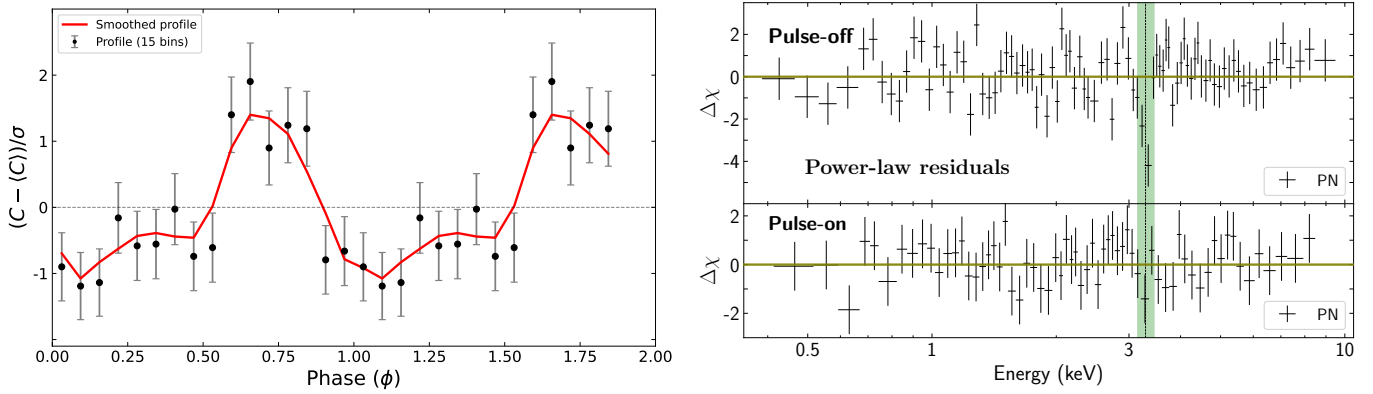 Smoothed profile
Profile (15 bins)
(C − ⟨C⟩)/σ
2
1
0
-1
0.00 0.25 0.50 0.75 1.00 1.25 1.50 1.75 2.00
Phase (ϕ)
Pulse-off
Δχ
2
0
-2
-4
Power-law residuals
PN
Pulse-on
Δχ
2
0
-2
PN
0.5 1 3 10
Energy (keV)